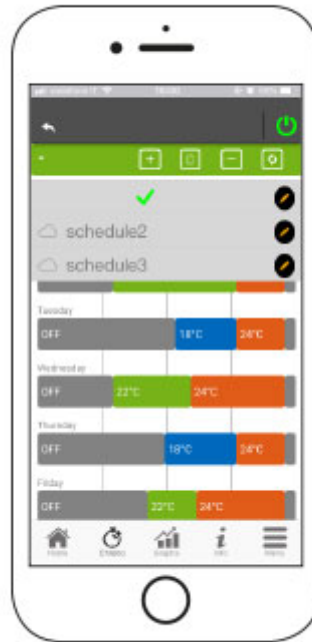 schedule2
schedule3
Tuesday
OFF 18°C 24°C
Wednesday
OFF 22°C 24°C
Thursday
OFF 18°C 24°C
Friday
OFF 22°C 24°C
Home Chrono Graphs Info Menu